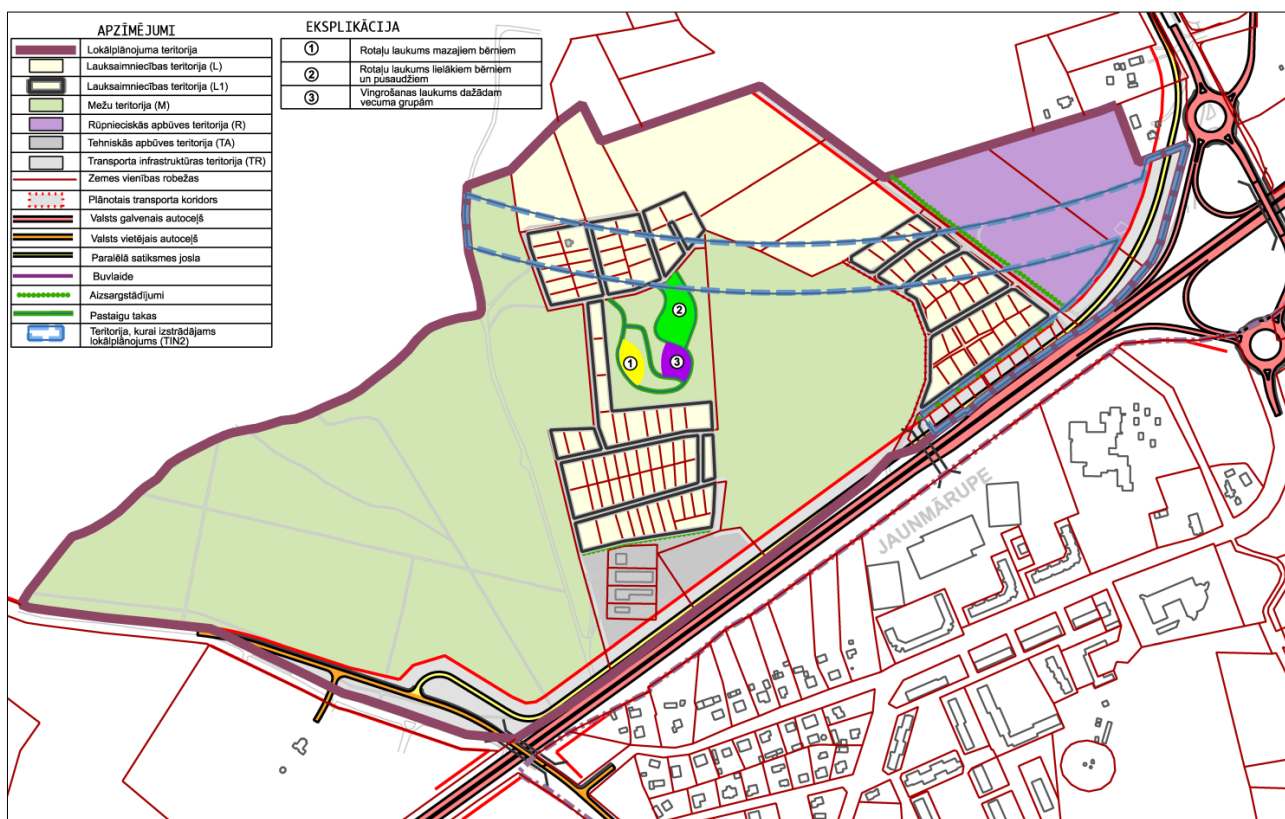 APZĪMĒJUMI
Lokālplānojuma teritorija
Lauksaimniecības teritorija (L)
Lauksaimniecības teritorija (L1)
Mežu teritorija (M)
Rūpnieciskās apbūves teritorija (R)
Tehniskās apbūves teritorija (TA)
Transporta infrastruktūras teritorija (TR)
Zemes vienības robežas
Plānotais transporta koridors
Valsts galvenais autoceļš
Valsts vietējais autoceļš
Paralēlā satiksmes josla
Buvlaide
Aizsargstādījumi
Pastaigu takas
Teritorija, kurai izstrādājams
lokālplānojums (TIN2)
EKSPLIKĀCIJA
1 Rotaļu laukums mazajiem bērniem
2 Rotaļu laukums lielākiem bērniem
un pusaudžiem
3 Vingrošanas laukums dažādam
vecuma grupām
2
1
3
JAUNMĀRUPE